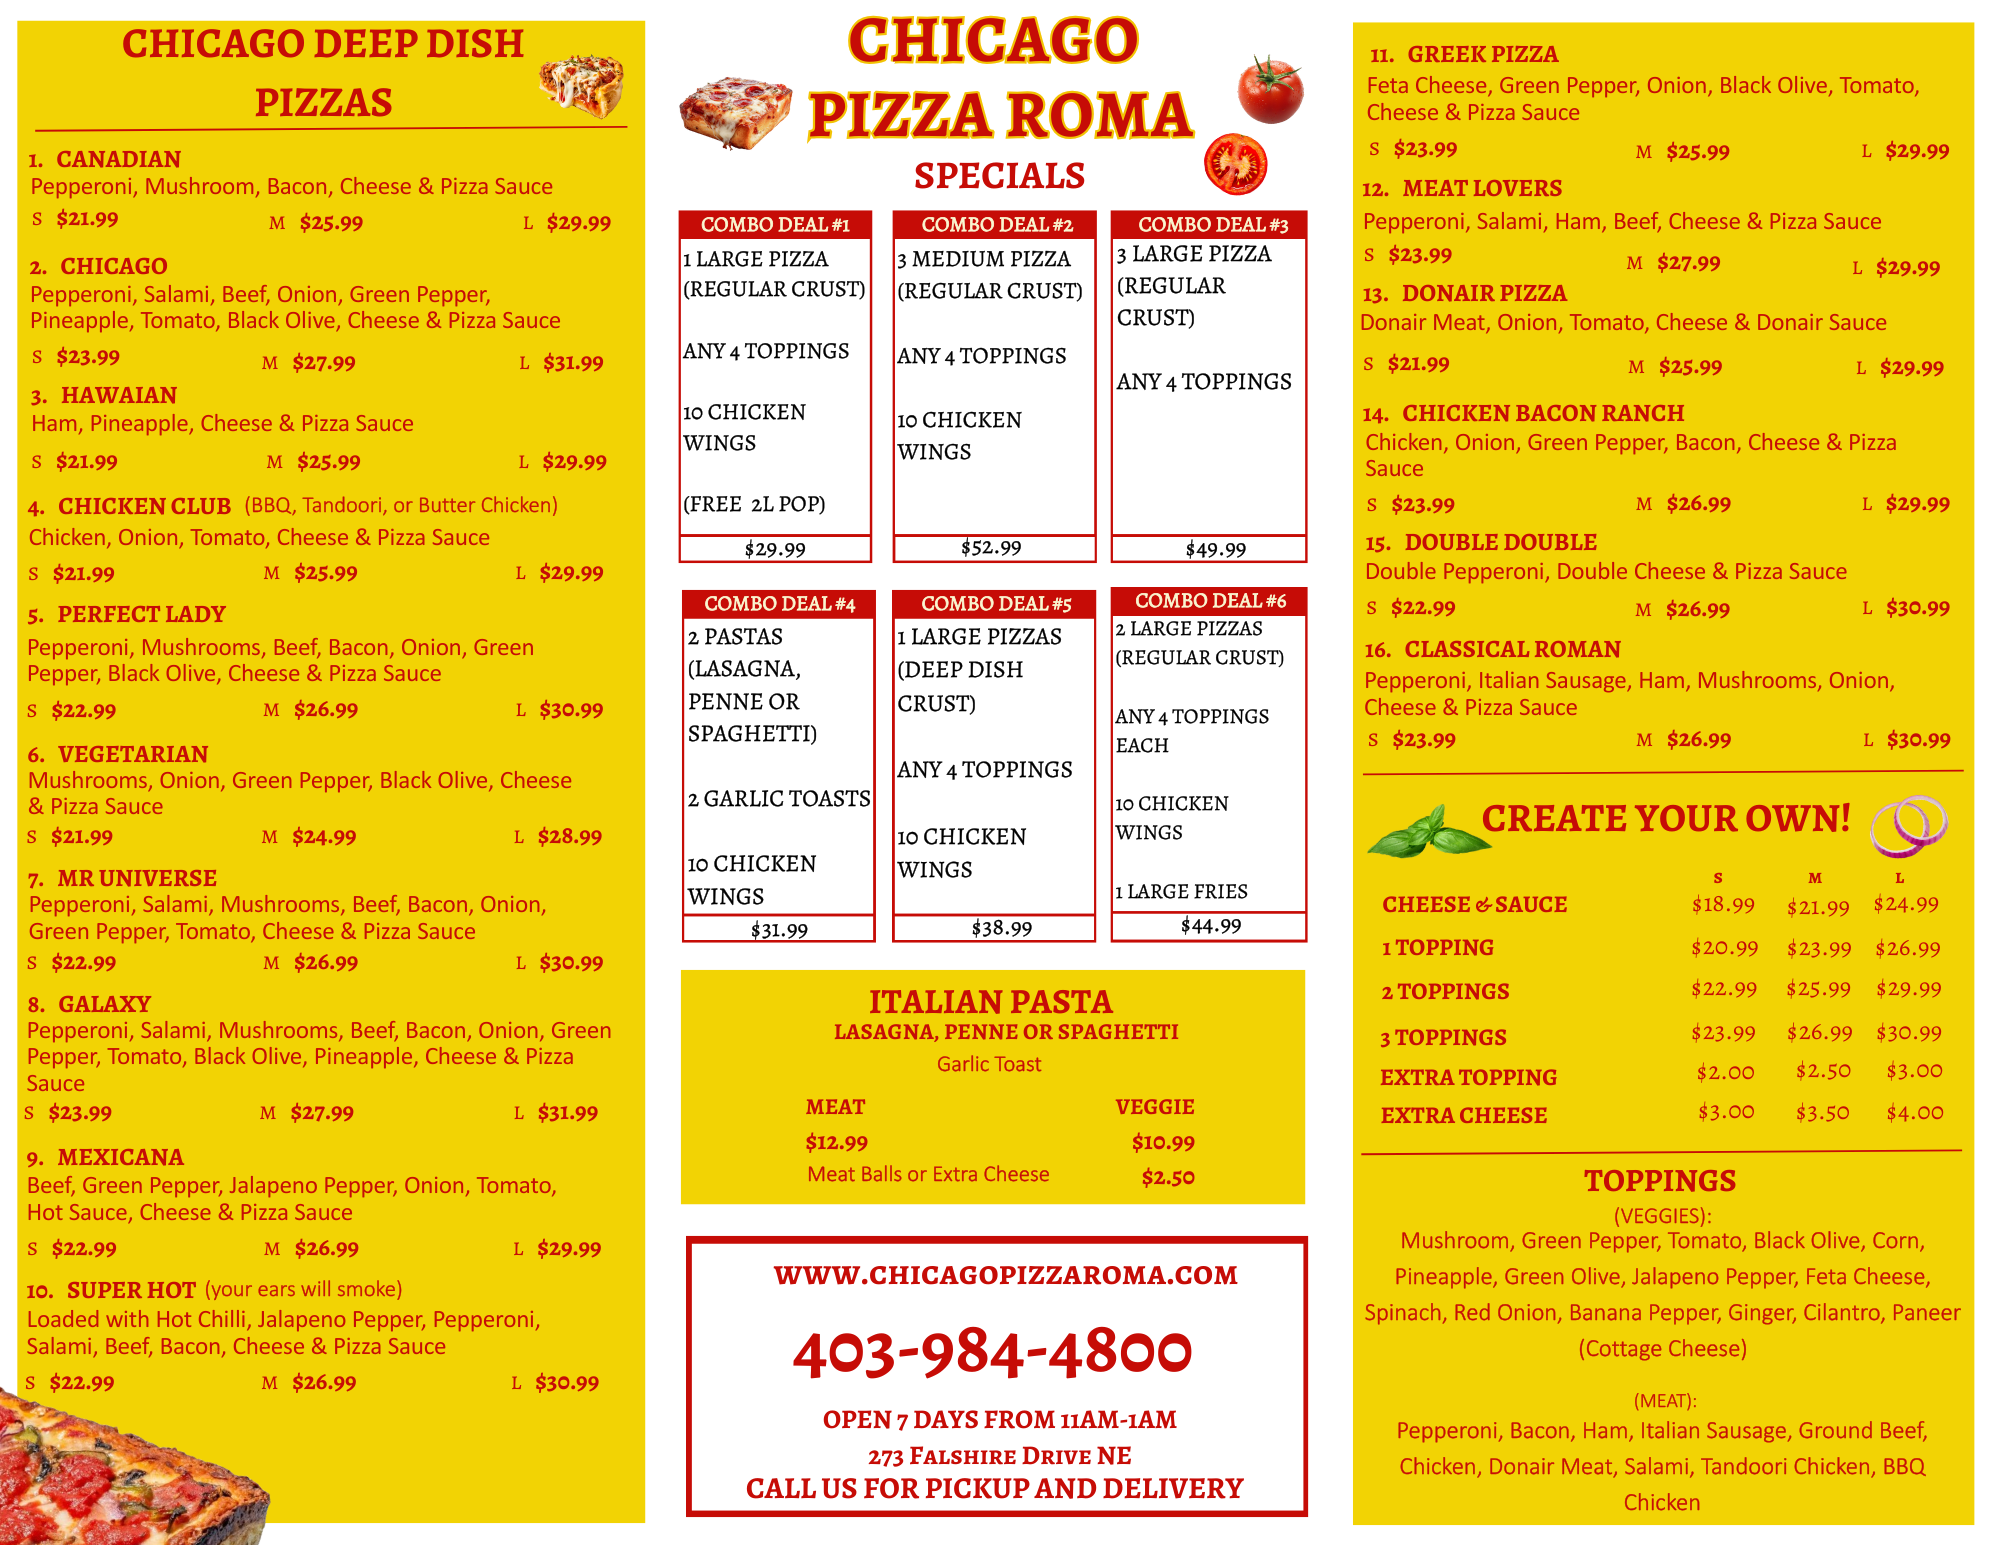 CHICAGO DEEP DISH
PIZZAS
1. CANADIAN
Pepperoni, Mushroom, Bacon, Cheese & Pizza Sauce
S $21.99 M $25.99 L $29.99
2. CHICAGO
Pepperoni, Salami, Beef, Onion, Green Pepper,
Pineapple, Tomato, Black Olive, Cheese & Pizza Sauce
S $23.99 M $27.99 L $31.99
3. HAWAIAN
Ham, Pineapple, Cheese & Pizza Sauce
S $21.99 M $25.99 L $29.99
4. CHICKEN CLUB (BBQ, Tandoori, or Butter Chicken)
Chicken, Onion, Tomato, Cheese & Pizza Sauce
S $21.99 M $25.99 L $29.99
5. PERFECT LADY
Pepperoni, Mushrooms, Beef, Bacon, Onion, Green
Pepper, Black Olive, Cheese & Pizza Sauce
S $22.99 M $26.99 L $30.99
6. VEGETARIAN
Mushrooms, Onion, Green Pepper, Black Olive, Cheese
& Pizza Sauce
S $21.99 M $24.99 L $28.99
7. MR UNIVERSE
Pepperoni, Salami, Mushrooms, Beef, Bacon, Onion,
Green Pepper, Tomato, Cheese & Pizza Sauce
S $22.99 M $26.99 L $30.99
8. GALAXY
Pepperoni, Salami, Mushrooms, Beef, Bacon, Onion, Green
Pepper, Tomato, Black Olive, Pineapple, Cheese & Pizza
Sauce
S $23.99 M $27.99 L $31.99
9. MEXICANA
Beef, Green Pepper, Jalapeno Pepper, Onion, Tomato,
Hot Sauce, Cheese & Pizza Sauce
S $22.99 M $26.99 L $29.99
10. SUPER HOT (your ears will smoke)
Loaded with Hot Chilli, Jalapeno Pepper, Pepperoni,
Salami, Beef, Bacon, Cheese & Pizza Sauce
S $22.99 M $26.99 L $30.99
CHICAGO
PIZZA ROMA
SPECIALS
COMBO DEAL #1
1 LARGE PIZZA
(REGULAR CRUST)
ANY 4 TOPPINGS
10 CHICKEN
WINGS
(FREE 2L POP)
$29.99
COMBO DEAL #2
3 MEDIUM PIZZA
(REGULAR CRUST)
ANY 4 TOPPINGS
10 CHICKEN
WINGS
$52.99
COMBO DEAL #3
3 LARGE PIZZA
(REGULAR
CRUST)
ANY 4 TOPPINGS
$49.99
COMBO DEAL #4
2 PASTAS
(LASAGNA,
PENNE OR
SPAGHETTI)
2 GARLIC TOASTS
10 CHICKEN
WINGS
$31.99
COMBO DEAL #5
1 LARGE PIZZAS
(DEEP DISH
CRUST)
ANY 4 TOPPINGS
10 CHICKEN
WINGS
$38.99
COMBO DEAL #6
2 LARGE PIZZAS
(REGULAR CRUST)
ANY 4 TOPPINGS
EACH
10 CHICKEN
WINGS
1 LARGE FRIES
$44.99
ITALIAN PASTA
LASAGNA, PENNE OR SPAGHETTI
Garlic Toast
MEAT VEGGIE
$12.99 $10.99
Meat Balls or Extra Cheese $2.50
WWW.CHICAGOPIZZAROMA.COM
403-984-4800
OPEN 7 DAYS FROM 11AM-1AM
273 FALSHIRE DRIVE NE
CALL US FOR PICKUP AND DELIVERY
11. GREEK PIZZA
Feta Cheese, Green Pepper, Onion, Black Olive, Tomato,
Cheese & Pizza Sauce
S $23.99 M $25.99 L $29.99
12. MEAT LOVERS
Pepperoni, Salami, Ham, Beef, Cheese & Pizza Sauce
S $23.99 M $27.99 L $29.99
13. DONAIR PIZZA
Donair Meat, Onion, Tomato, Cheese & Donair Sauce
S $21.99 M $25.99 L $29.99
14. CHICKEN BACON RANCH
Chicken, Onion, Green Pepper, Bacon, Cheese & Pizza
Sauce
S $23.99 M $26.99 L $29.99
15. DOUBLE DOUBLE
Double Pepperoni, Double Cheese & Pizza Sauce
S $22.99 M $26.99 L $30.99
16. CLASSICAL ROMAN
Pepperoni, Italian Sausage, Ham, Mushrooms, Onion,
Cheese & Pizza Sauce
S $23.99 M $26.99 L $30.99
CREATE YOUR OWN!
S M L
CHEESE & SAUCE $18.99 $21.99 $24.99
1 TOPPING $20.99 $23.99 $26.99
2 TOPPINGS $22.99 $25.99 $29.99
3 TOPPINGS $23.99 $26.99 $30.99
EXTRA TOPPING $2.00 $2.50 $3.00
EXTRA CHEESE $3.00 $3.50 $4.00
TOPPINGS
(VEGGIES):
Mushroom, Green Pepper, Tomato, Black Olive, Corn,
Pineapple, Green Olive, Jalapeno Pepper, Feta Cheese,
Spinach, Red Onion, Banana Pepper, Ginger, Cilantro, Paneer
(Cottage Cheese)
(MEAT):
Pepperoni, Bacon, Ham, Italian Sausage, Ground Beef,
Chicken, Donair Meat, Salami, Tandoori Chicken, BBQ
Chicken